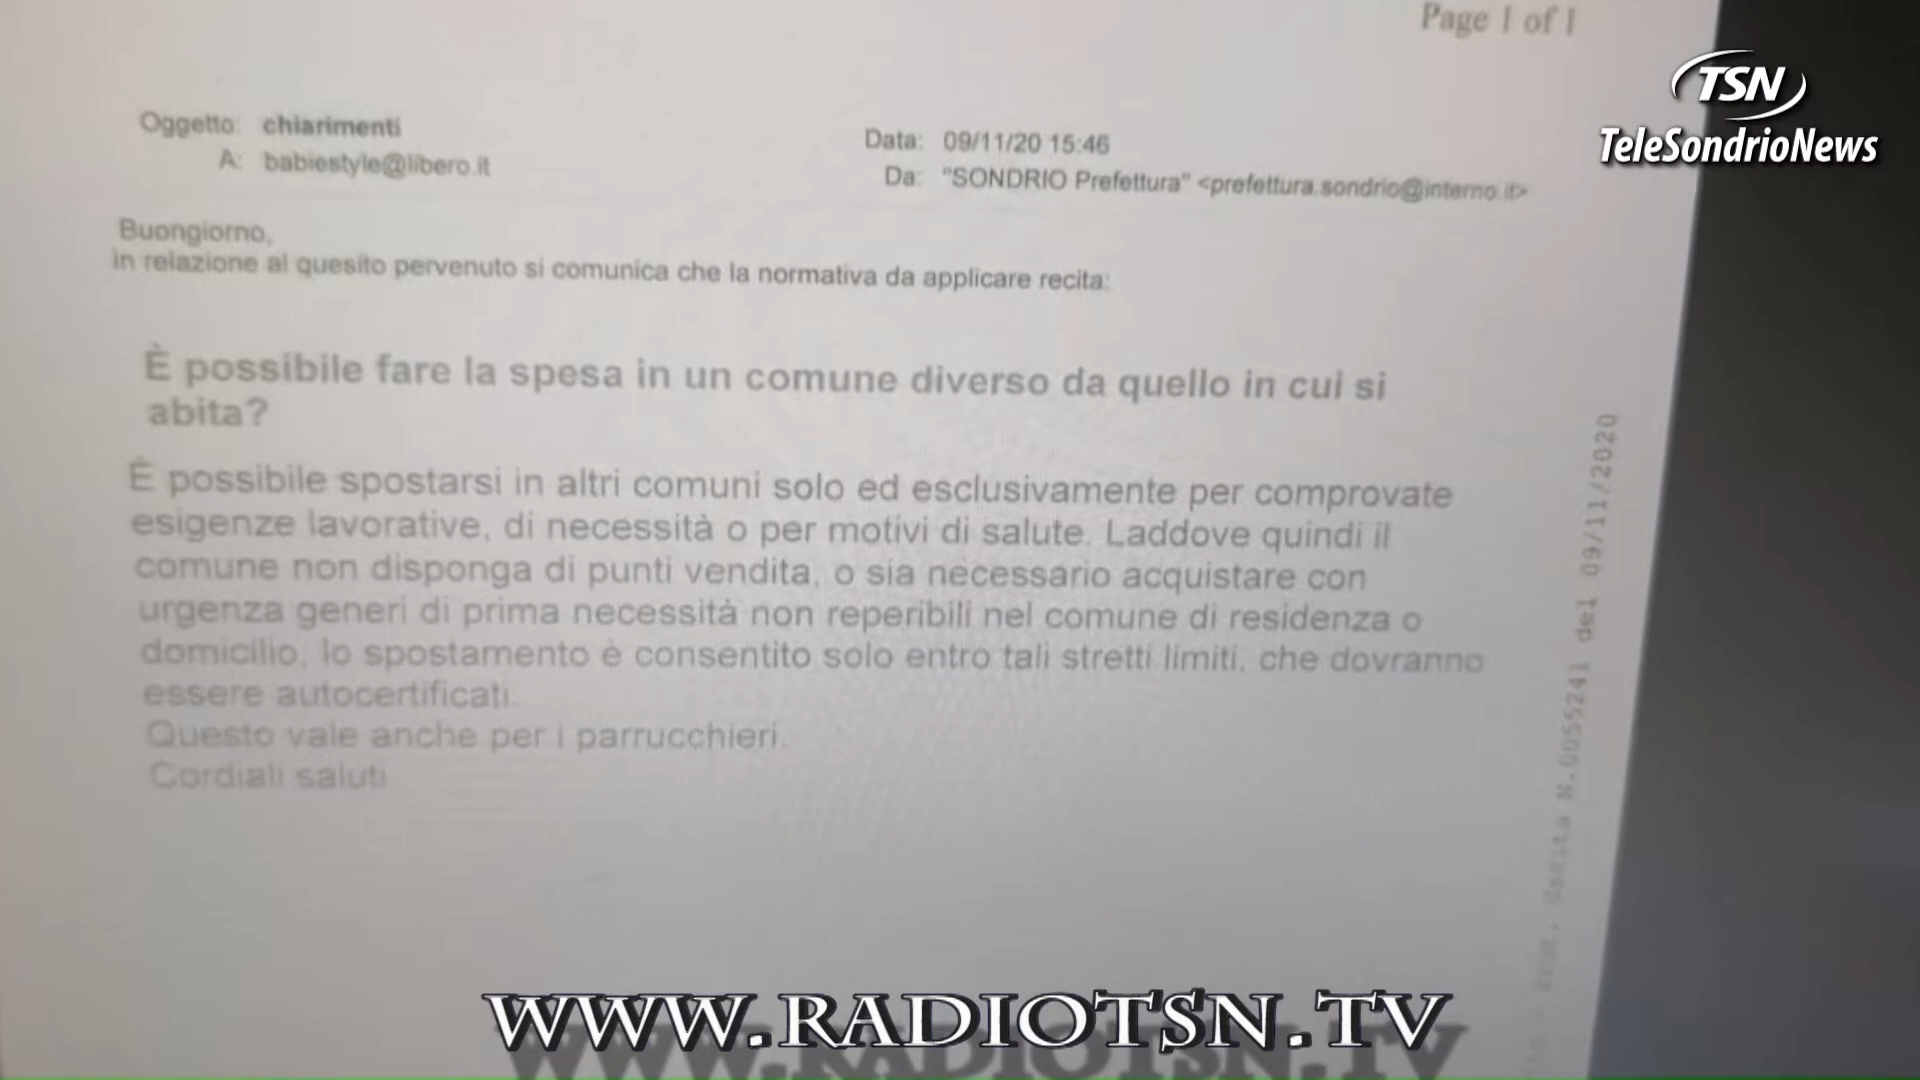 Page 1 of 1
TSN
TeleSondrioNews
Oggetto: chiarimenti
A: babiestyle@libero.it
Data: 09/11/20 15:46
Da: "SONDRIO Prefettura" <prefettura.sondrio@interno.it>
Buongiorno,
in relazione al quesito pervenuto si comunica che la normativa da applicare recita:
È possibile fare la spesa in un comune diverso da quello in cui si
abita?
È possibile spostarsi in altri comuni solo ed esclusivamente per comprovate
esigenze lavorative, di necessità o per motivi di salute. Laddove quindi il
comune non disponga di punti vendita, o sia necessario acquistare con
urgenza generi di prima necessità non reperibili nel comune di residenza o
domicilio, lo spostamento è consentito solo entro tali stretti limiti, che dovranno
essere autocertificati.
Questo vale anche per i parrucchieri.
Cordiali saluti
Prot. Uscita N.0055241 del 09/11/2020
WWW.RADIOTSN.TV